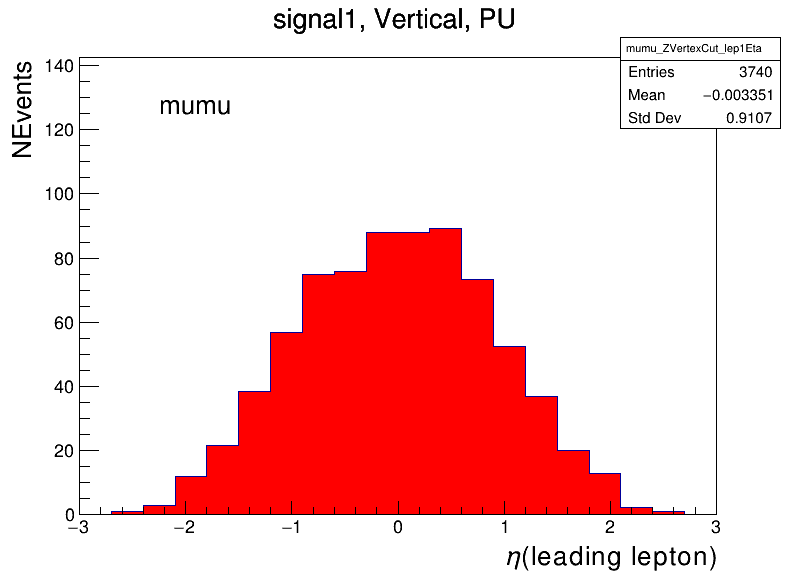 signal1, Vertical, PU
mumu_ZVertexCut_lep1Eta
Entries 3740
Mean −0.003351
Std Dev 0.9107
NEvents
mumu
140
120
100
80
60
40
20
0
−3 −2 −1 0 1 2 3
η(leading lepton)